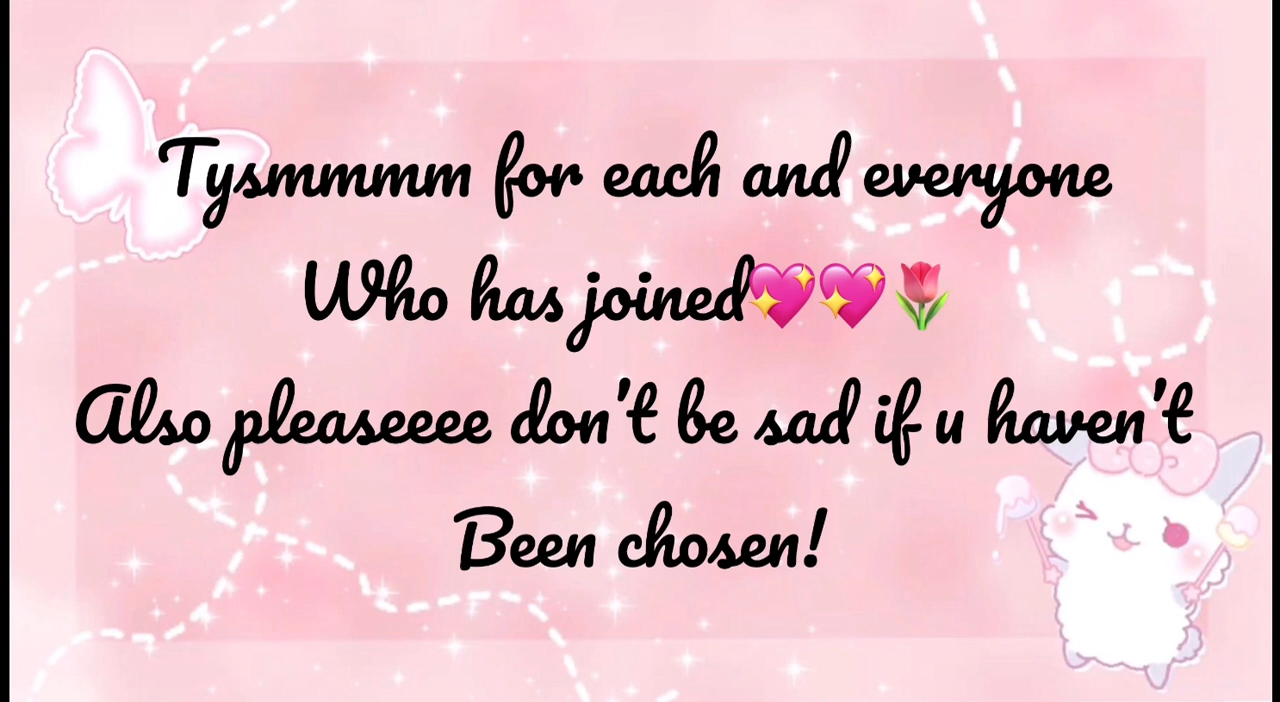 Tysmmmm for each and everyone
Who has joined💖💖🌷
Also pleaseeee don't be sad if u haven't
Been chosen!